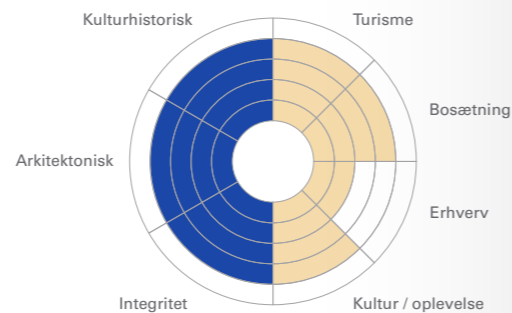 Kulturhistorisk
Turisme
Bosætning
Arkitektonisk
Erhverv
Integritet
Kultur / oplevelse